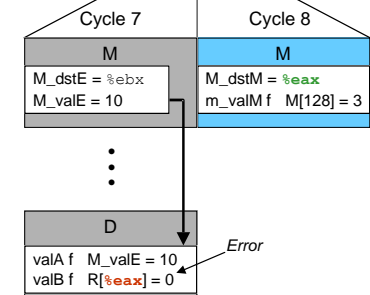 Cycle 7
Cycle 8
M
M
M_dstE = %ebx
M_valE = 10
M_dstM = %eax
m_valM f M[128] = 3
D
Error
valA f M_valE = 10
valB f R[%eax] = 0